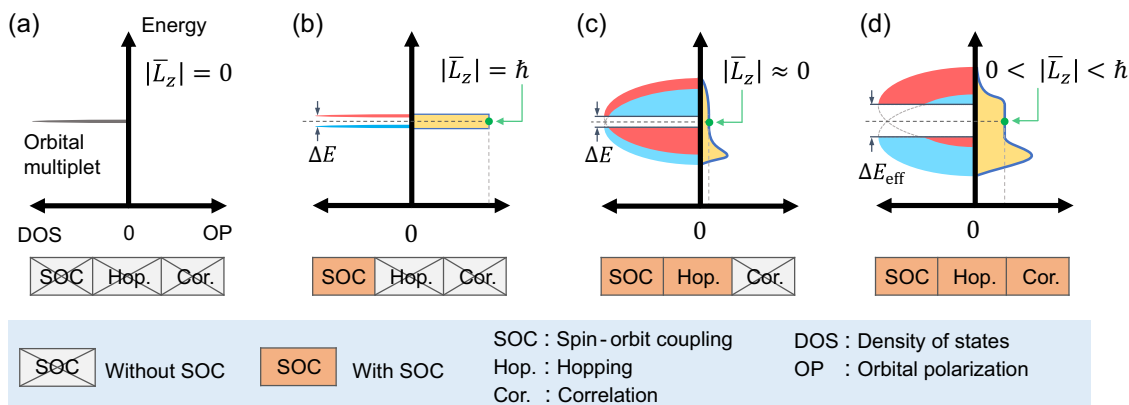 (a)
Energy
|L̄z| = 0
Orbital
multiplet
DOS
0
OP
SOC Hop. Cor.
(b)
|L̄z| = ħ
ΔE
0
SOC Hop. Cor.
(c)
|L̄z| ≈ 0
ΔE
0
SOC Hop. Cor.
(d)
0 < |L̄z| < ħ
ΔEeff
0
SOC Hop. Cor.
SOC Without SOC
SOC With SOC
SOC : Spin-orbit coupling
Hop. : Hopping
Cor. : Correlation
DOS : Density of states
OP : Orbital polarization